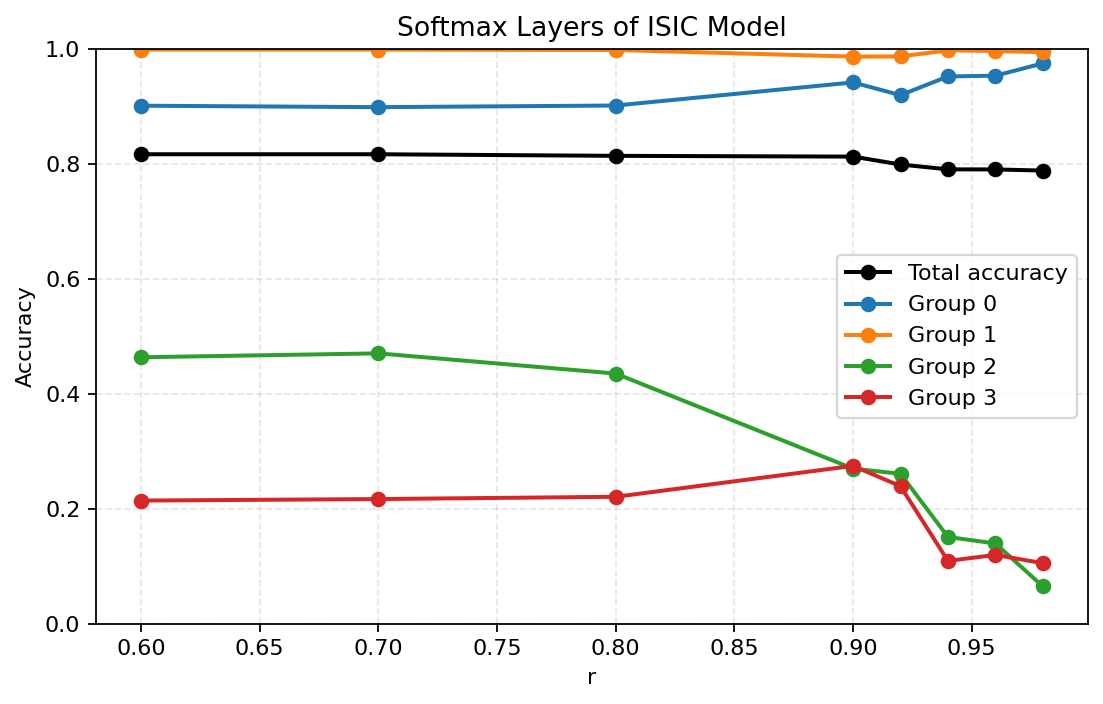 Softmax Layers of ISIC Model
1.0
0.8
0.6
0.4
0.2
0.0
Accuracy
Total accuracy
Group 0
Group 1
Group 2
Group 3
0.60 0.65 0.70 0.75 0.80 0.85 0.90 0.95
r